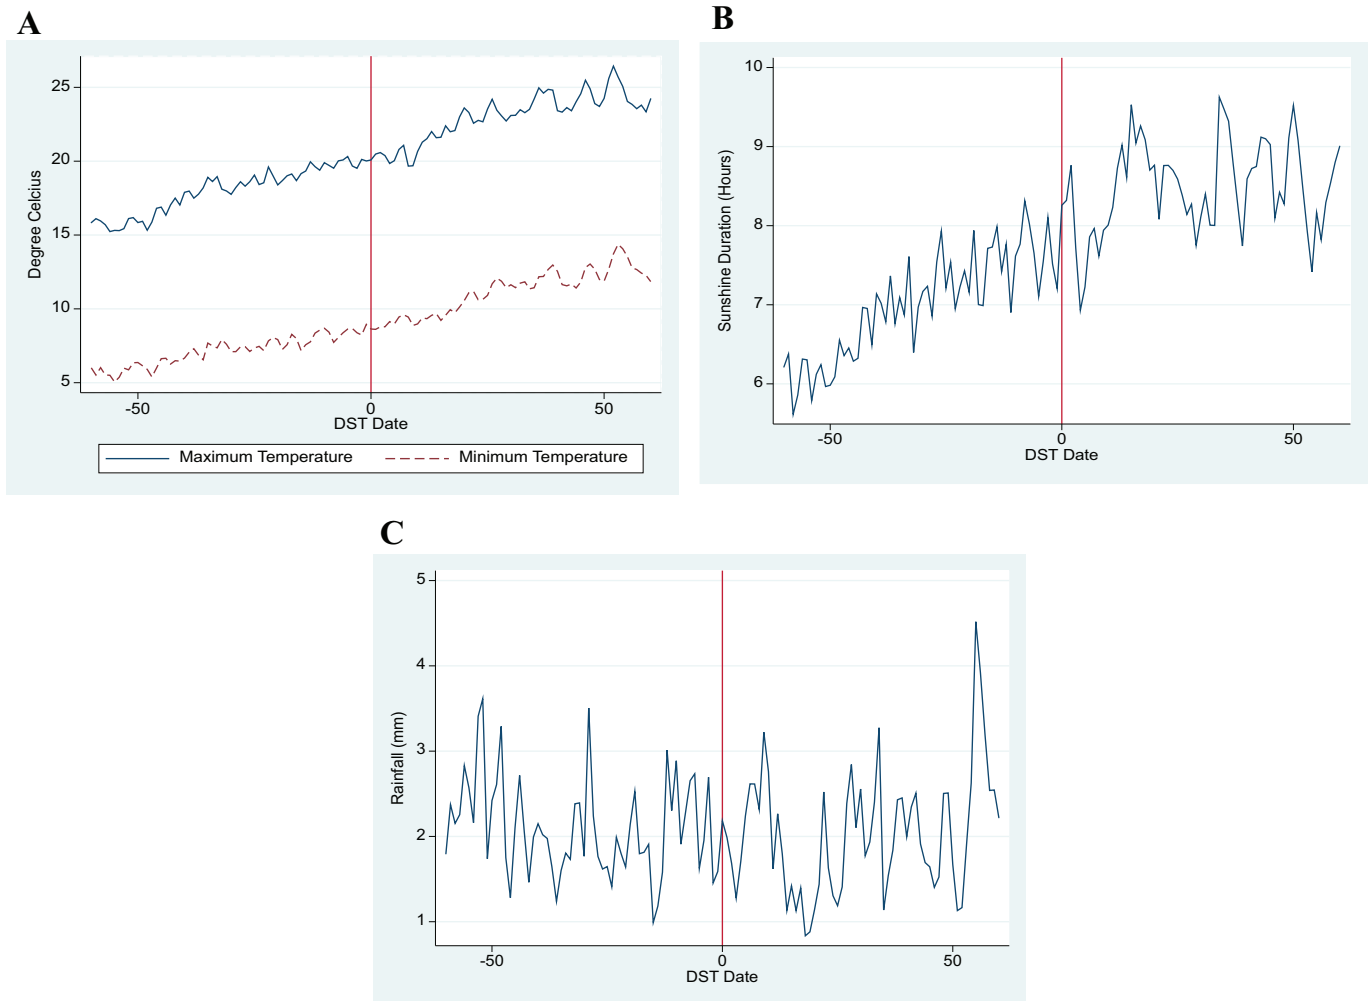 A
Degree Celcius
25
20
15
10
5
-50 0 50
DST Date
Maximum Temperature Minimum Temperature
B
Sunshine Duration (Hours)
10
9
8
7
6
-50 0 50
DST Date
C
Rainfall (mm)
5
4
3
2
1
-50 0 50
DST Date